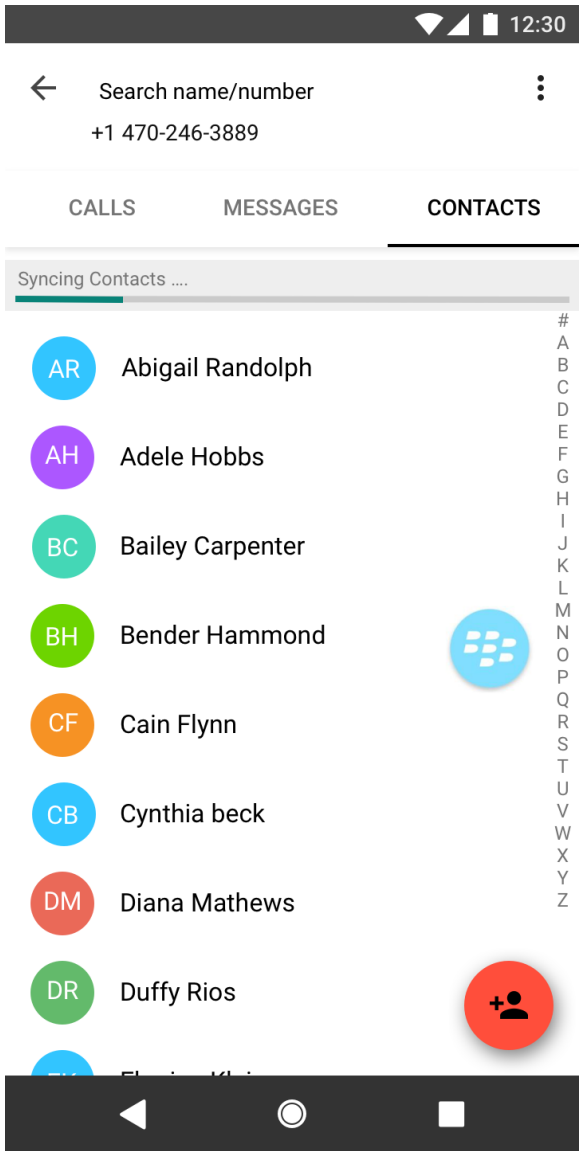 12:30
Search name/number
+1 470-246-3889
CALLS MESSAGES CONTACTS
Syncing Contacts ....
#
A
B
C
D
E
F
G
H
I
J
K
L
M
N
O
P
Q
R
S
T
U
V
W
X
Y
Z
AR Abigail Randolph
AH Adele Hobbs
BC Bailey Carpenter
BH Bender Hammond
CF Cain Flynn
CB Cynthia beck
DM Diana Mathews
DR Duffy Rios